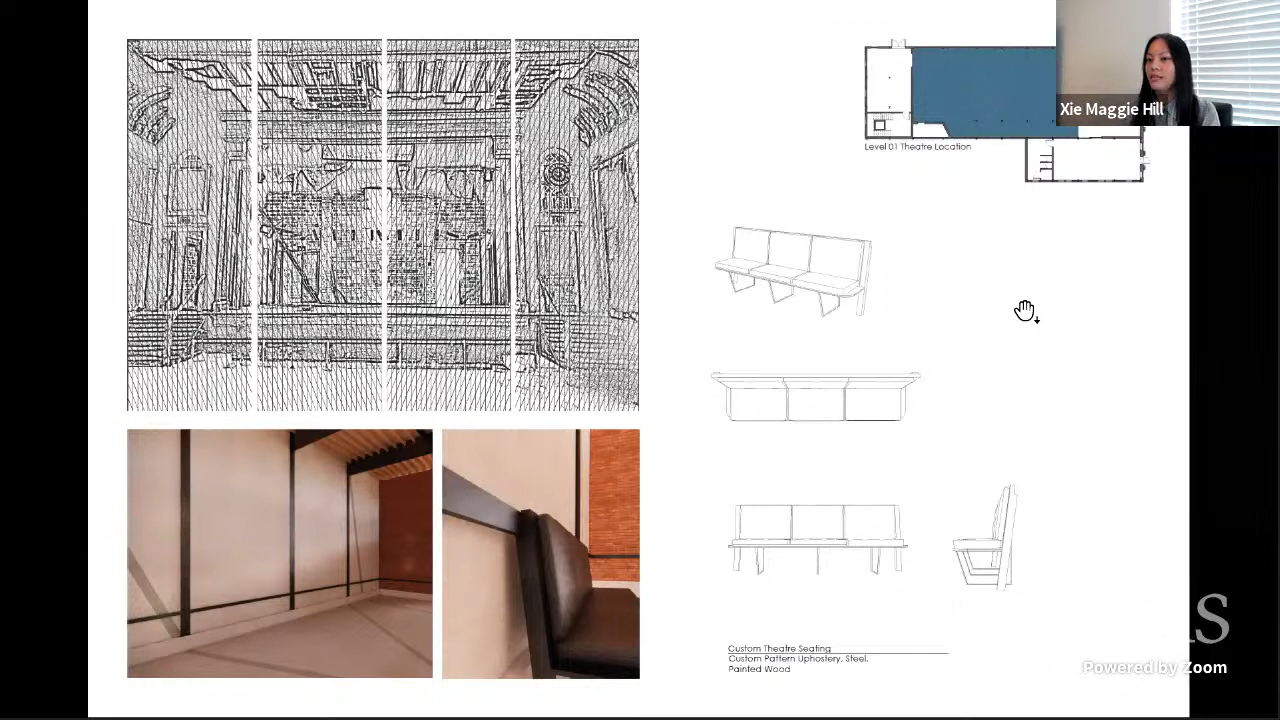 Xie Maggie Hill
Level 01 Theatre Location
Custom Theatre Seating
Custom Pattern Uphostery, Steel,
Painted Wood
AS
Powered by Zoom